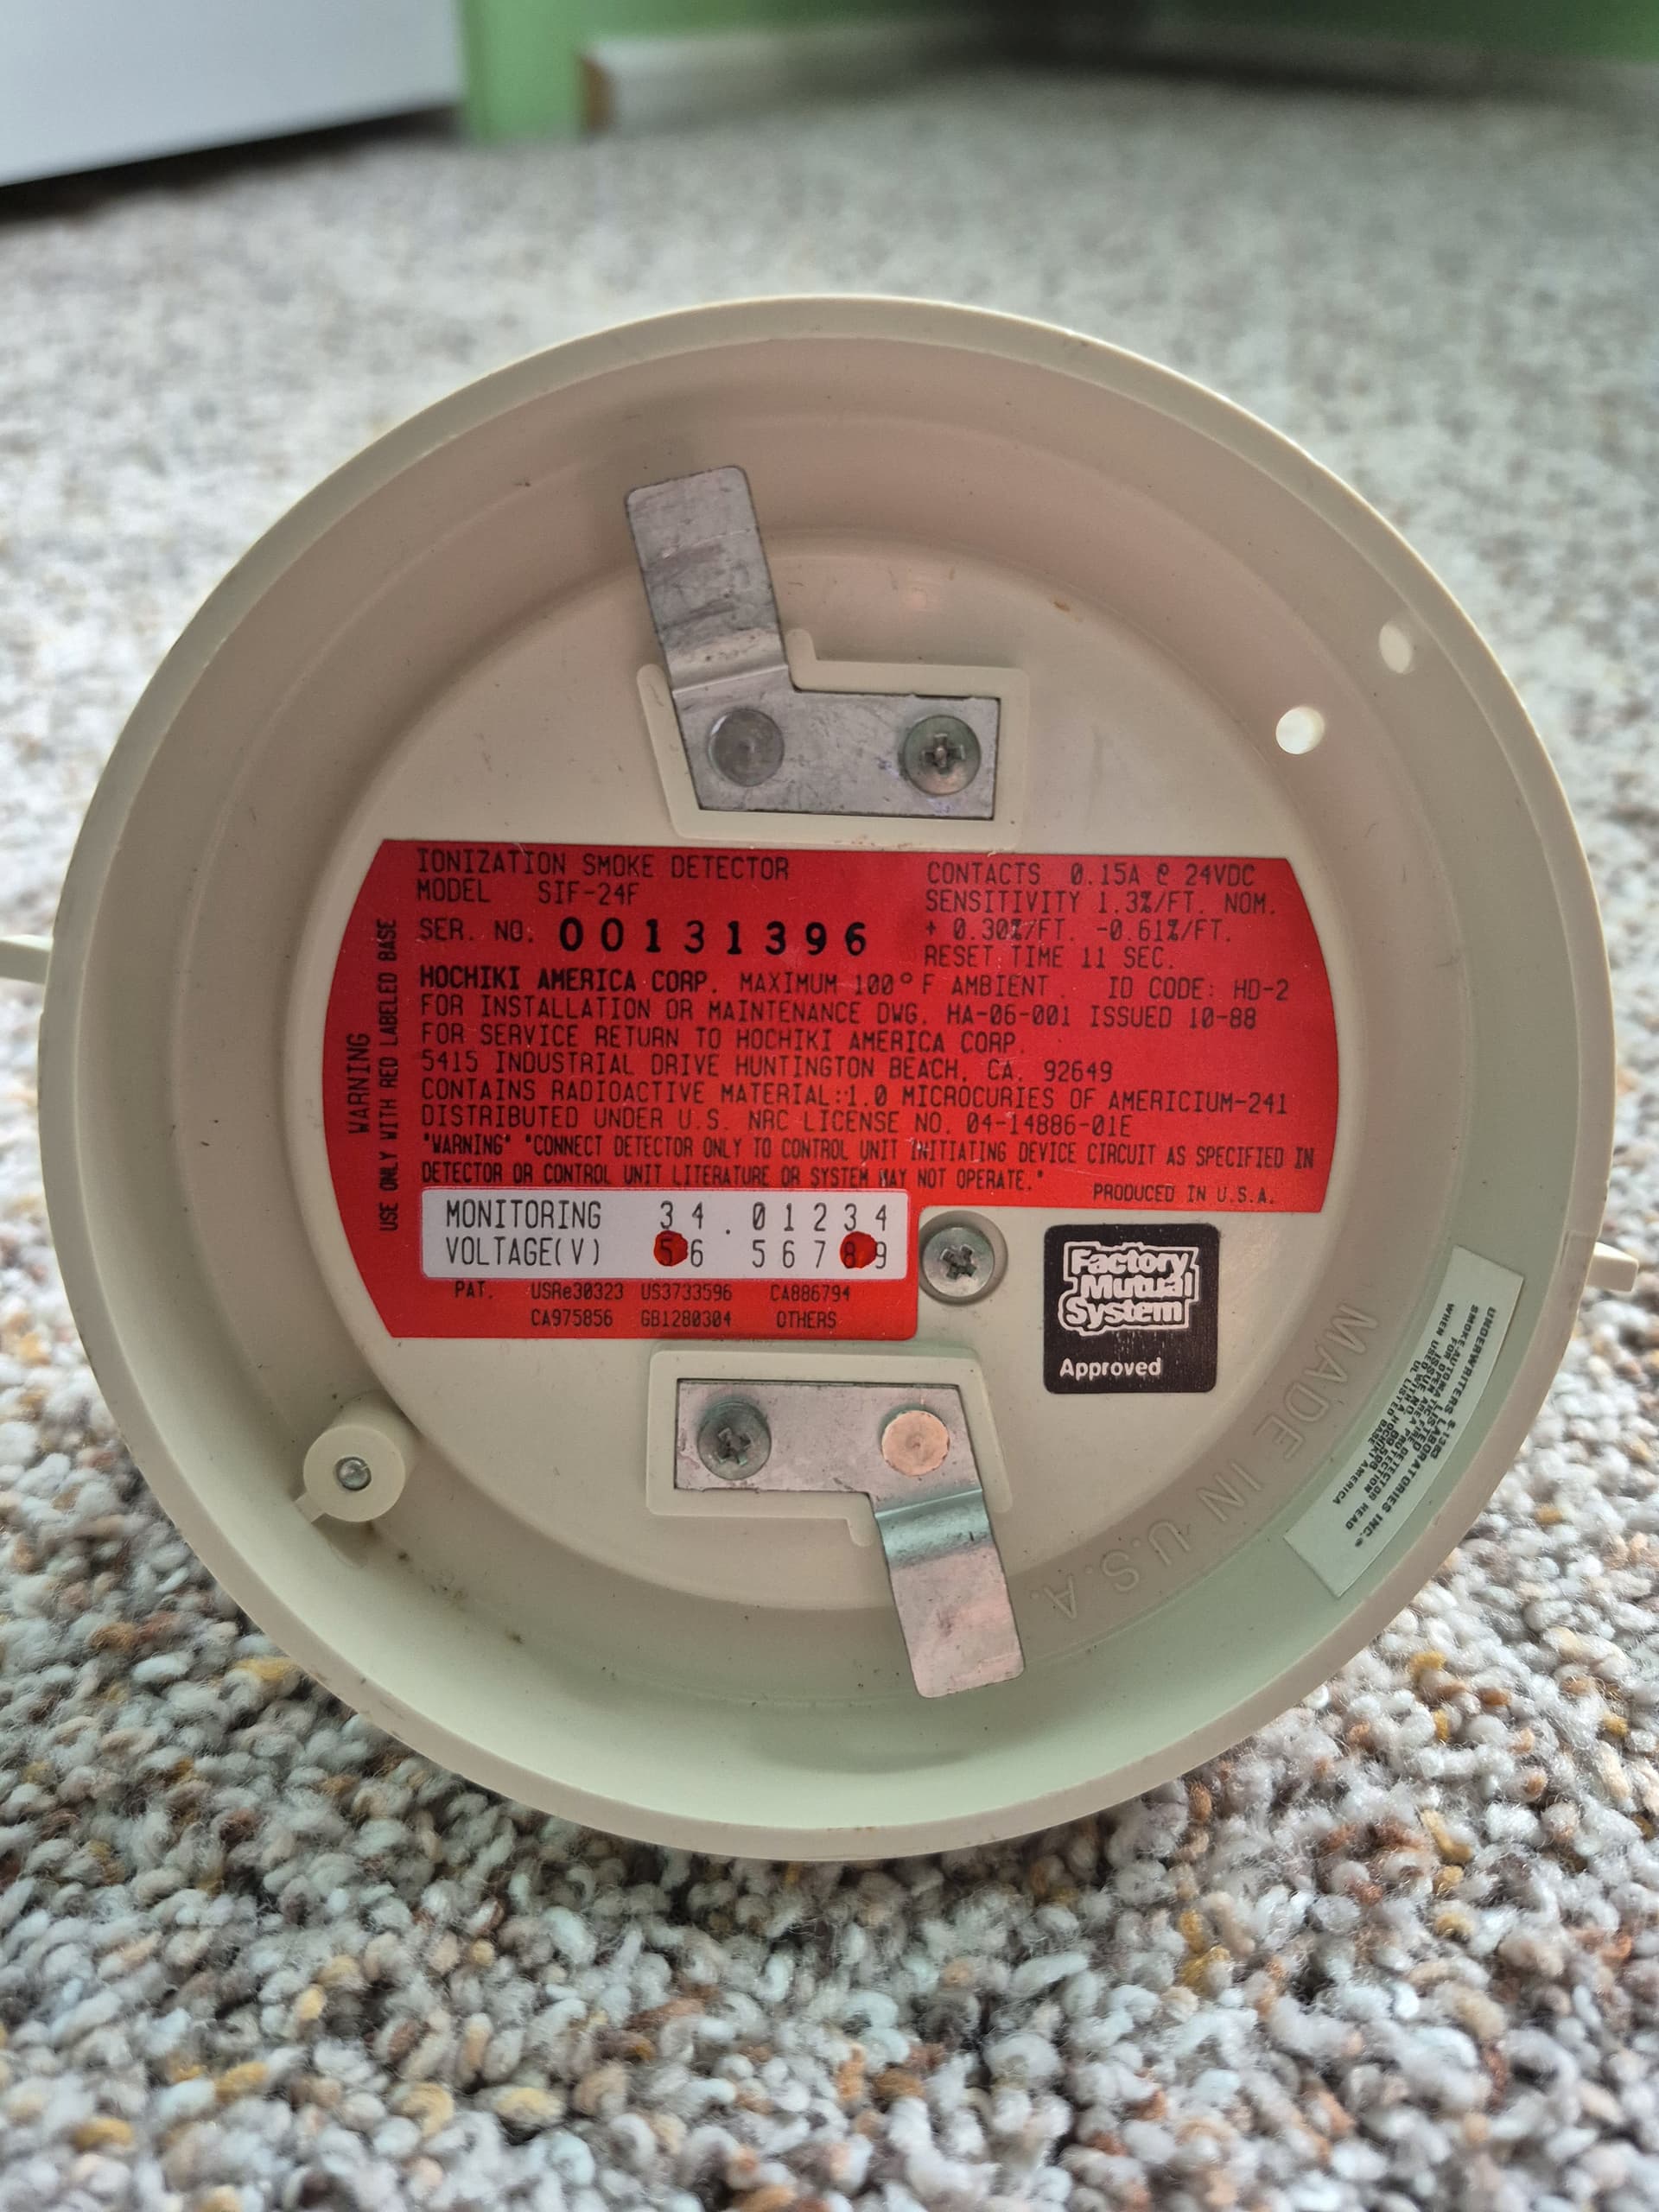 IONIZATION SMOKE DETECTOR
MODEL SIF-24F
SER. NO. 00131396
CONTACTS 0.15A @ 24VDC
SENSITIVITY 1.3%/FT. NOM.
+ 0.30%/FT. -0.61%/FT.
RESET TIME 11 SEC.
HOCHIKI AMERICA CORP. MAXIMUM 100°F AMBIENT. ID CODE: HD-2
FOR INSTALLATION OR MAINTENANCE DWG. HA-06-001 ISSUED 10-88
FOR SERVICE RETURN TO HOCHIKI AMERICA CORP.
5415 INDUSTRIAL DRIVE HUNTINGTON BEACH, CA. 92649
CONTAINS RADIOACTIVE MATERIAL:1.0 MICROCURIES OF AMERICIUM-241
DISTRIBUTED UNDER U.S. NRC LICENSE NO. 04-14886-01E
"WARNING" "CONNECT DETECTOR ONLY TO CONTROL UNIT INITIATING DEVICE CIRCUIT AS SPECIFIED IN
DETECTOR OR CONTROL UNIT LITERATURE OR SYSTEM MAY NOT OPERATE."
PRODUCED IN U.S.A.
WARNING
USE ONLY WITH RED LABELED BASE
MONITORING 3 4 . 0 1 2 3 4
VOLTAGE(V) 5 6 5 6 7 8 9
PAT. USRe30323 US3733596 CA886794
CA975856 GB1280304 OTHERS
Factory
Mutual
System
Approved
MADE IN U.S.A.
UNDERWRITERS LABORATORIES INC.®